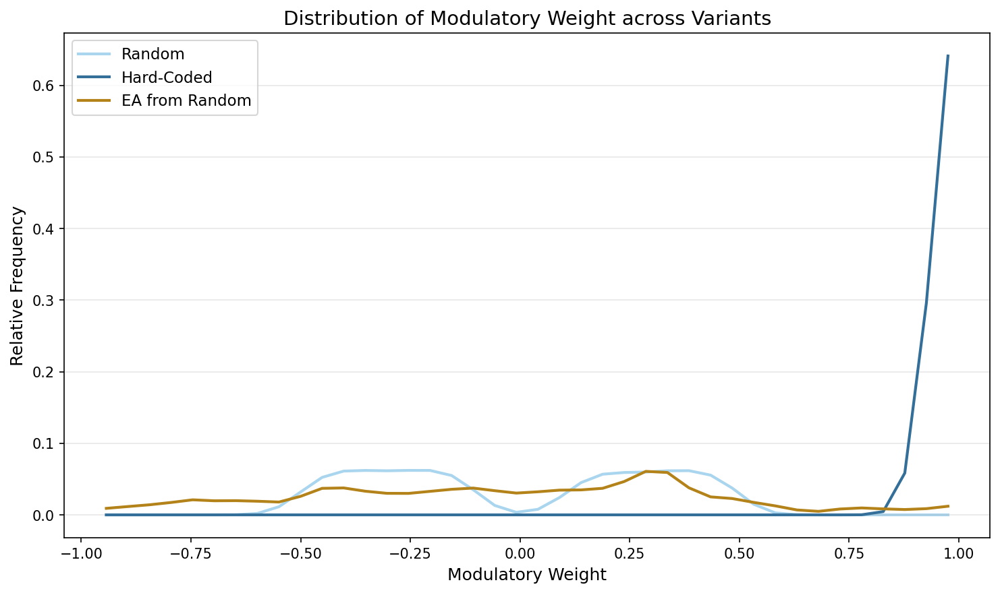 Distribution of Modulatory Weight across Variants
Random
Hard-Coded
EA from Random
Relative Frequency
0.6
0.5
0.4
0.3
0.2
0.1
0.0
−1.00 −0.75 −0.50 −0.25 0.00 0.25 0.50 0.75 1.00
Modulatory Weight